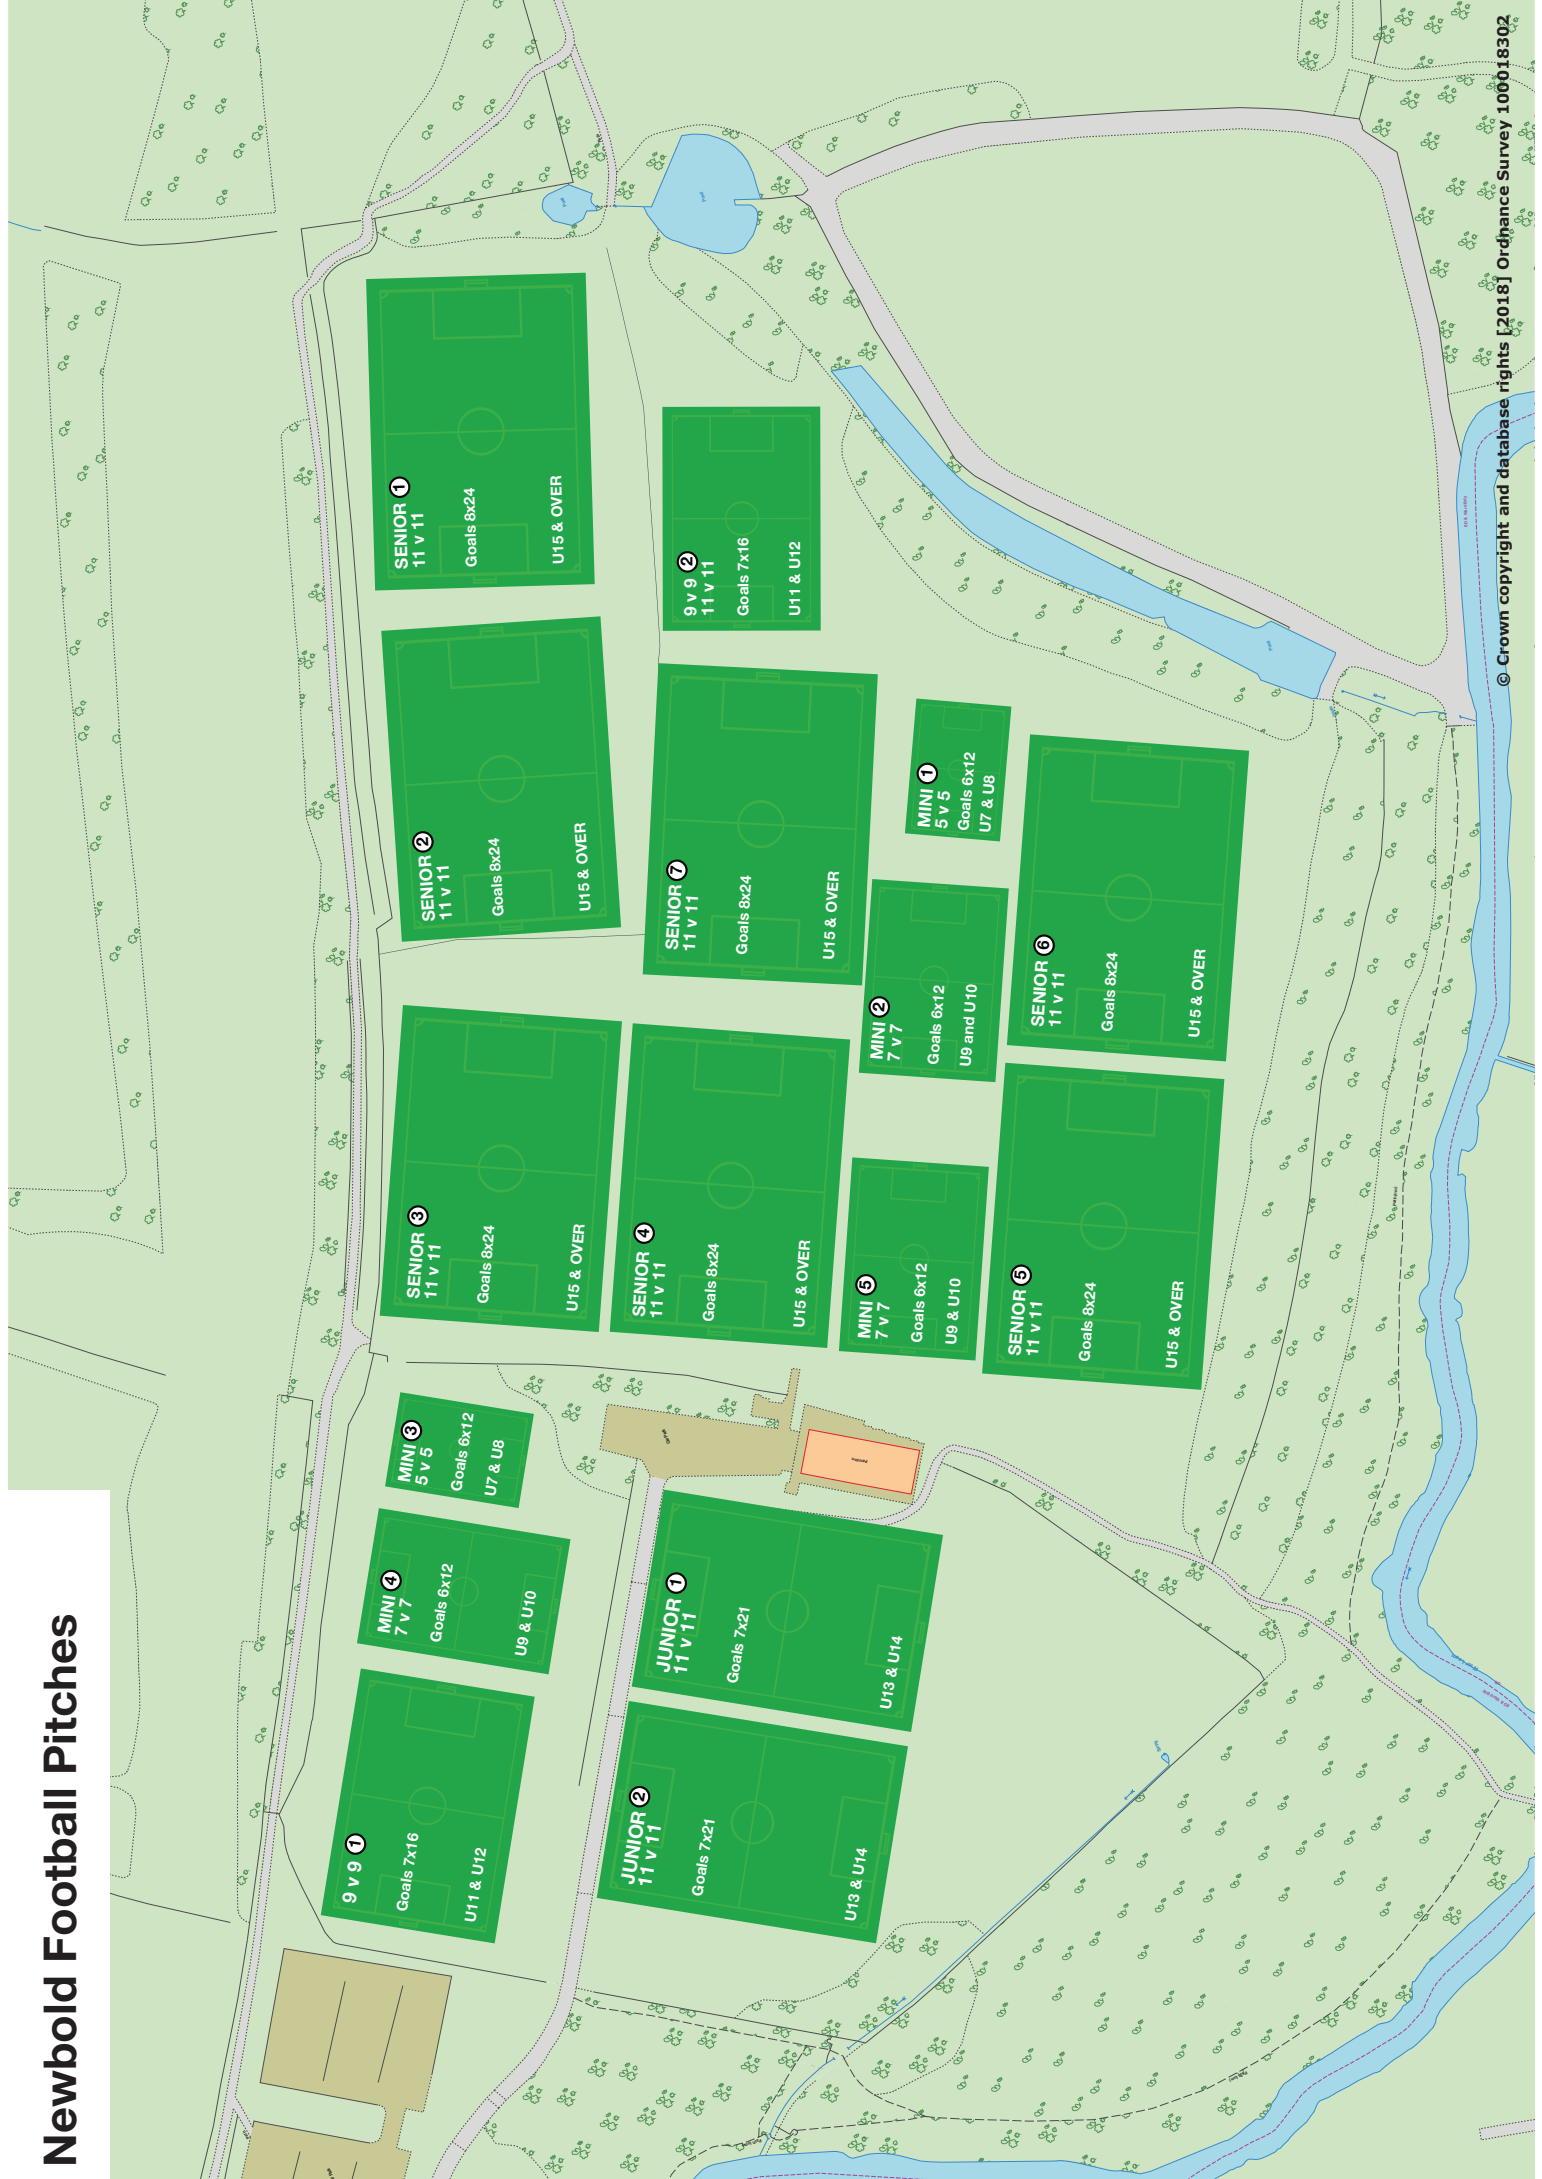 Newbold Football Pitches
9 v 9 1
Goals 7x16
U11 & U12
MINI 4
7 v 7
Goals 6x12
U9 & U10
MINI 3
5 v 5
Goals 6x12
U7 & U8
JUNIOR 2
11 v 11
Goals 7x21
U13 & U14
JUNIOR 1
11 v 11
Goals 7x21
U13 & U14
SENIOR 3
11 v 11
Goals 8x24
U15 & OVER
SENIOR 2
11 v 11
Goals 8x24
U15 & OVER
SENIOR 1
11 v 11
Goals 8x24
U15 & OVER
SENIOR 4
11 v 11
Goals 8x24
U15 & OVER
SENIOR 7
11 v 11
Goals 8x24
U15 & OVER
9 v 9 2
11 v 11
Goals 7x16
U11 & U12
MINI 5
7 v 7
Goals 6x12
U9 & U10
MINI 2
7 v 7
Goals 6x12
U9 and U10
MINI 1
5 v 5
Goals 6x12
U7 & U8
SENIOR 5
11 v 11
Goals 8x24
U15 & OVER
SENIOR 6
11 v 11
Goals 8x24
U15 & OVER
© Crown copyright and database rights [2018] Ordnance Survey 100018302